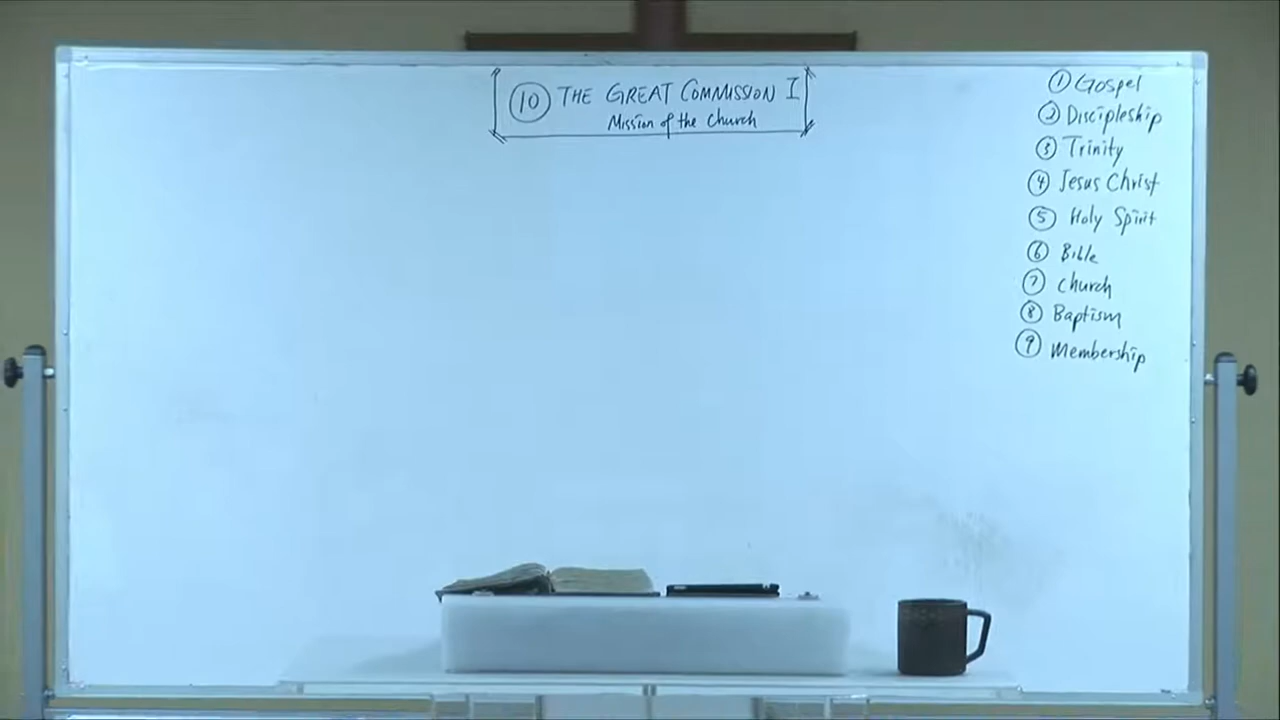 ⑩ THE GREAT COMMISSION I
Mission of the Church
① Gospel
② Discipleship
③ Trinity
④ Jesus Christ
⑤ Holy Spirit
⑥ Bible
⑦ Church
⑧ Baptism
⑨ Membership